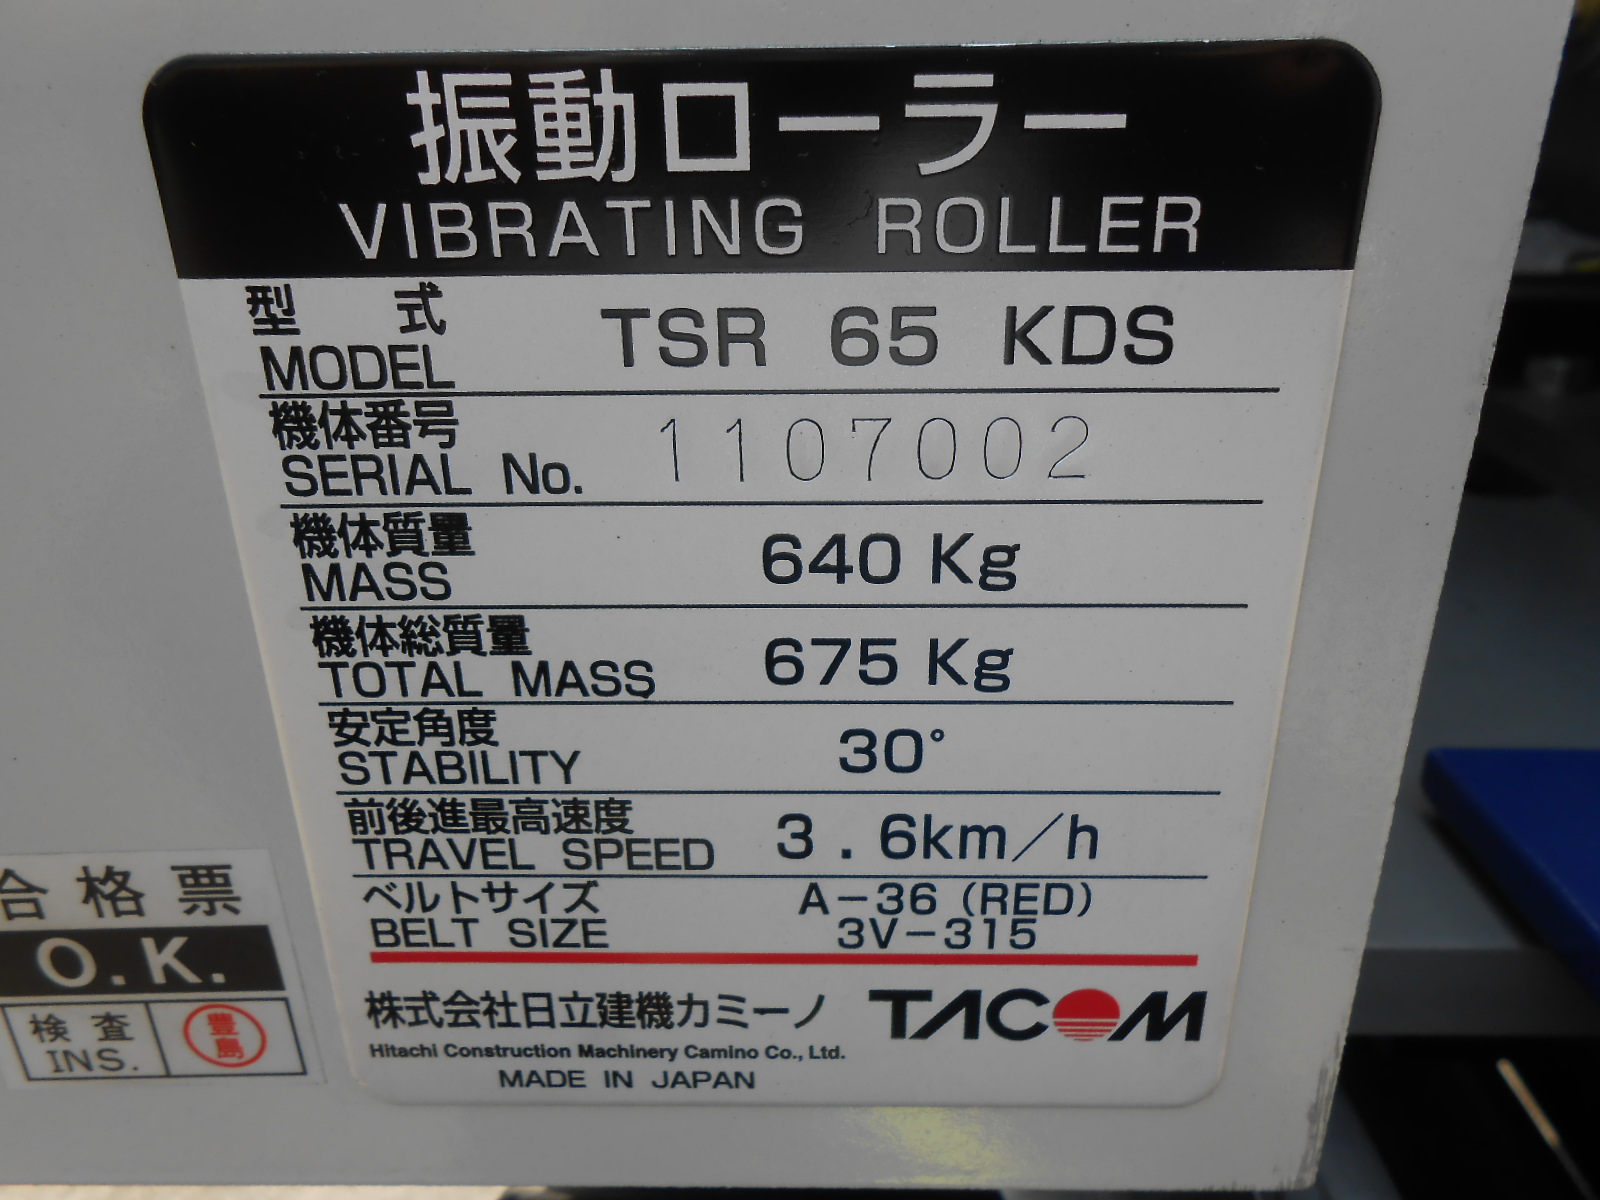 振動ローラー
VIBRATING ROLLER
型 式
MODEL
TSR 65 KDS
機体番号
SERIAL No.
1107002
機体質量
MASS
640 Kg
機体総質量
TOTAL MASS
675 Kg
安定角度
STABILITY
30°
前後進最高速度
TRAVEL SPEED
3.6km/h
ベルトサイズ
BELT SIZE
A-36 (RED)
3V-315
株式会社日立建機カミーノ
Hitachi Construction Machinery Camino Co., Ltd.
MADE IN JAPAN
TACOM
合格票
O.K.
検査
INS.
豊島